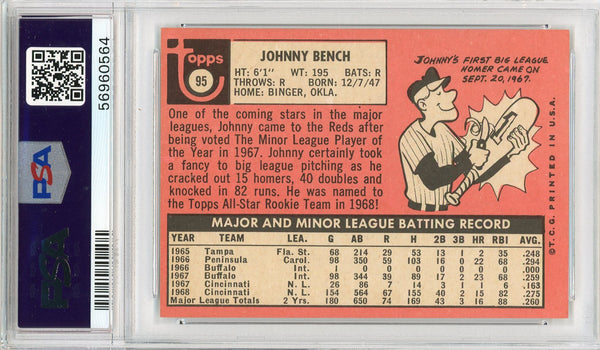 PSA
PSA
56960564
Topps
95
JOHNNY BENCH
HT: 6'1" WT: 195 BATS: R
THROWS: R BORN: 12/7/47
HOME: BINGER, OKLA.
One of the coming stars in the major
leagues, Johnny came to the Reds after
being voted The Minor League Player of
the Year in 1967. Johnny certainly took a
fancy to big league pitching as he
cracked out 15 homers, 40 doubles and
knocked in 82 runs. He was named to
the Topps All-Star Rookie Team in 1968!
JOHNNY'S FIRST BIG LEAGUE
HOMER CAME ON
SEPT. 20, 1967.
MAJOR AND MINOR LEAGUE BATTING RECORD
YEAR TEAM LEA. G AB R H 2B 3B HR RBI AVG.
1965 Tampa Fla. St. 68 214 29 53 13 1 2 35 .248
1966 Peninsula Carol. 98 350 59 103 16 0 22 68 .294
1966 Buffalo Int. 1 0 0 0 0 0 0 0 .000
1967 Buffalo Int. 98 344 39 89 17 2 23 68 .259
1967 Cincinnati N.L. 26 86 7 14 3 1 1 6 .163
1968 Cincinnati N.L. 154 564 67 155 40 2 15 82 .275
Major League Totals 2 Yrs. 180 650 74 169 43 3 16 88 .260
© T.C.G. PRINTED IN U.S.A.